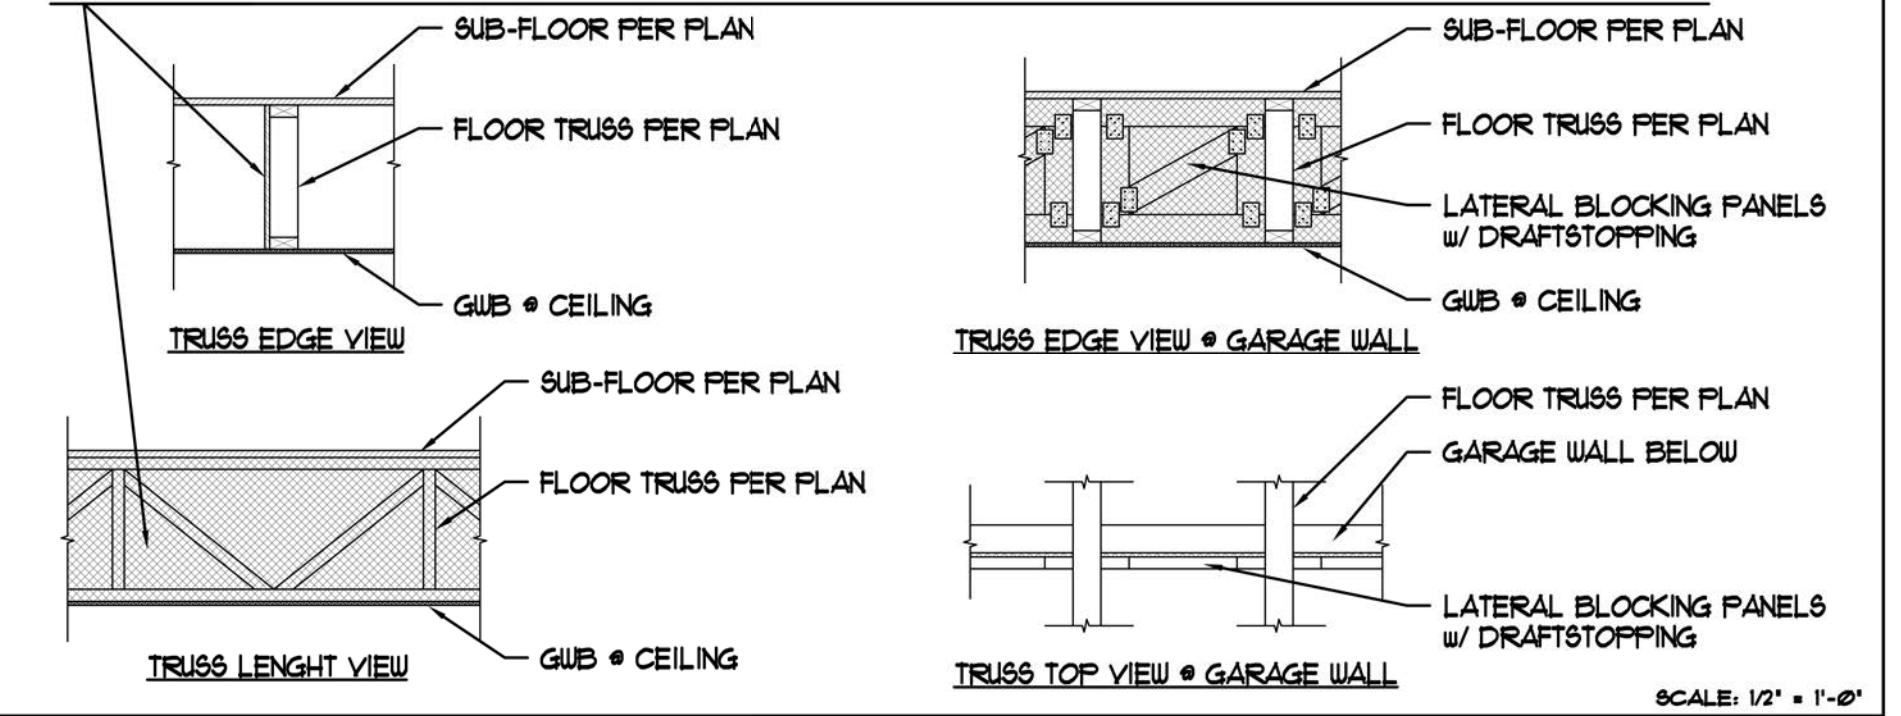 SUB-FLOOR PER PLAN
FLOOR TRUSS PER PLAN
GWB @ CEILING
TRUSS EDGE VIEW
SUB-FLOOR PER PLAN
FLOOR TRUSS PER PLAN
GWB @ CEILING
TRUSS LENGHT VIEW
SUB-FLOOR PER PLAN
FLOOR TRUSS PER PLAN
LATERAL BLOCKING PANELS
w/ DRAFTSTOPPING
GWB @ CEILING
TRUSS EDGE VIEW @ GARAGE WALL
FLOOR TRUSS PER PLAN
GARAGE WALL BELOW
LATERAL BLOCKING PANELS
w/ DRAFTSTOPPING
TRUSS TOP VIEW @ GARAGE WALL
SCALE: 1/2" = 1'-0"